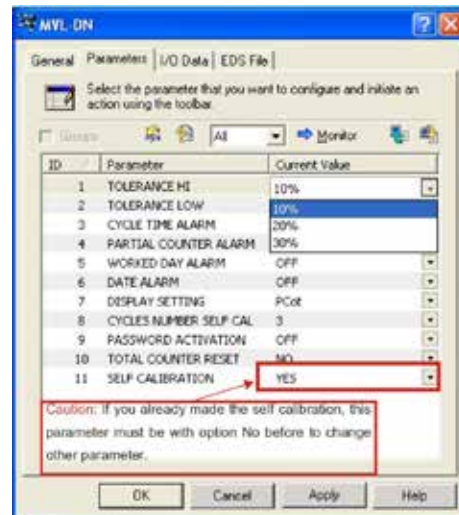 MVL-DN
General Parameters I/O Data EDS File
Select the parameter that you want to configure and initiate an
action using the toolbar.
Groups All Monitor
ID Parameter Current Value
1 TOLERANCE HI 10%
2 TOLERANCE LOW 10%
3 CYCLE TIME ALARM 20%
4 PARTIAL COUNTER ALARM 30%
5 WORKED DAY ALARM OFF
6 DATE ALARM OFF
7 DISPLAY SETTING PCot
8 CYCLES NUMBER SELF CAL 3
9 PASSWORD ACTIVATION OFF
10 TOTAL COUNTER RESET NO
11 SELF CALIBRATION YES
Caution: If you already made the self calibration, this
parameter must be with option No before to change
other parameter.
OK Cancel Apply Help